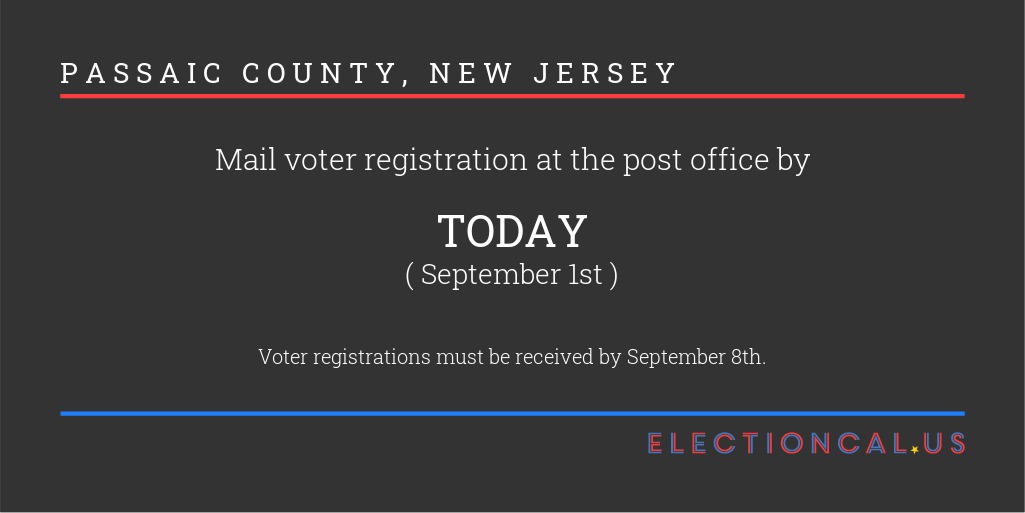 PASSAIC COUNTY, NEW JERSEY
Mail voter registration at the post office by
TODAY
( September 1st )
Voter registrations must be received by September 8th.
ELECTIONCAL.US